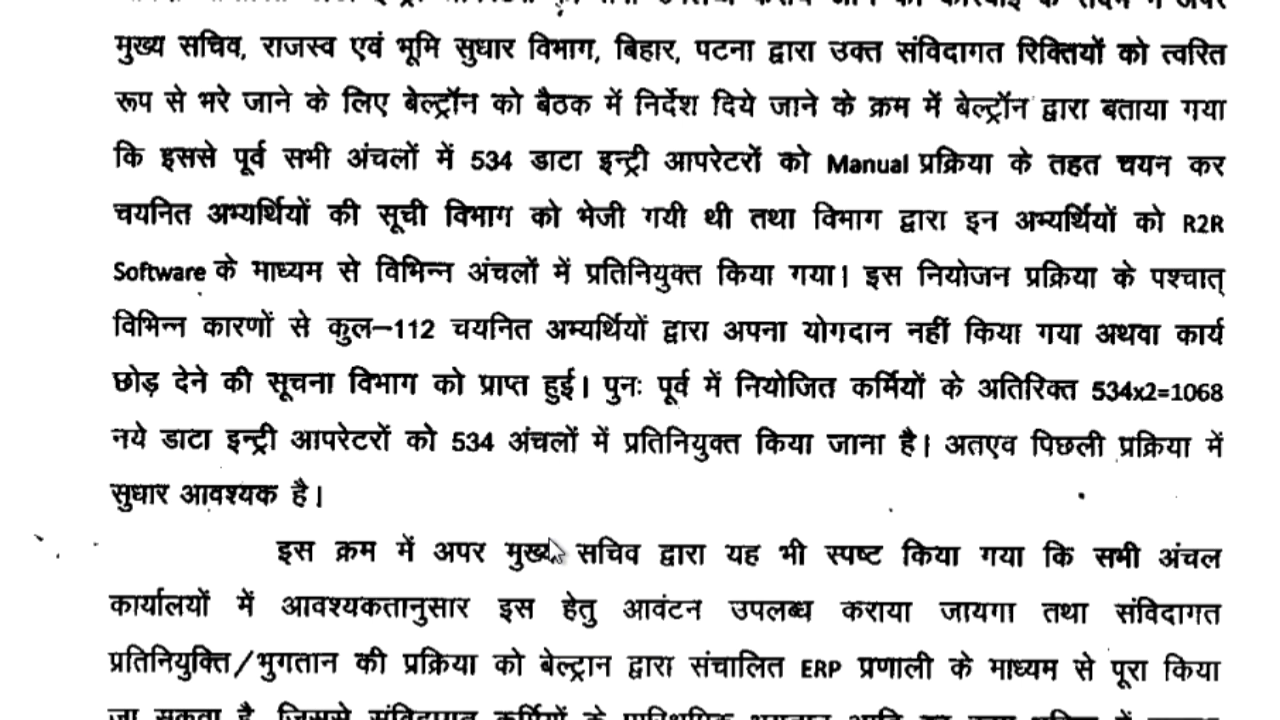 मुख्य सचिव, राजस्व एवं भूमि सुधार विभाग, बिहार, पटना द्वारा उक्त संविदागत रिक्तियों को त्वरित
रूप से भरे जाने के लिए बेल्ट्रॉन को बैठक में निर्देश दिये जाने के क्रम में बेल्ट्रॉन द्वारा बताया गया
कि इससे पूर्व सभी अंचलों में 534 डाटा इन्ट्री आपरेटरों को Manual प्रक्रिया के तहत चयन कर
चयनित अभ्यर्थियों की सूची विभाग को भेजी गयी थी तथा विभाग द्वारा इन अभ्यर्थियों को R2R
Software के माध्यम से विभिन्न अंचलों में प्रतिनियुक्त किया गया। इस नियोजन प्रक्रिया के पश्चात्
विभिन्न कारणों से कुल–112 चयनित अभ्यर्थियों द्वारा अपना योगदान नहीं किया गया अथवा कार्य
छोड़ देने की सूचना विभाग को प्राप्त हुई। पुनः पूर्व में नियोजित कर्मियों के अतिरिक्त 534x2=1068
नये डाटा इन्ट्री आपरेटरों को 534 अंचलों में प्रतिनियुक्त किया जाना है। अतएव पिछली प्रक्रिया में
सुधार आवश्यक है।
इस क्रम में अपर मुख्य सचिव द्वारा यह भी स्पष्ट किया गया कि सभी अंचल
कार्यालयों में आवश्यकतानुसार इस हेतु आवंटन उपलब्ध कराया जायगा तथा संविदागत
प्रतिनियुक्ति/भुगतान की प्रक्रिया को बेल्ट्रान द्वारा संचालित ERP प्रणाली के माध्यम से पूरा किया